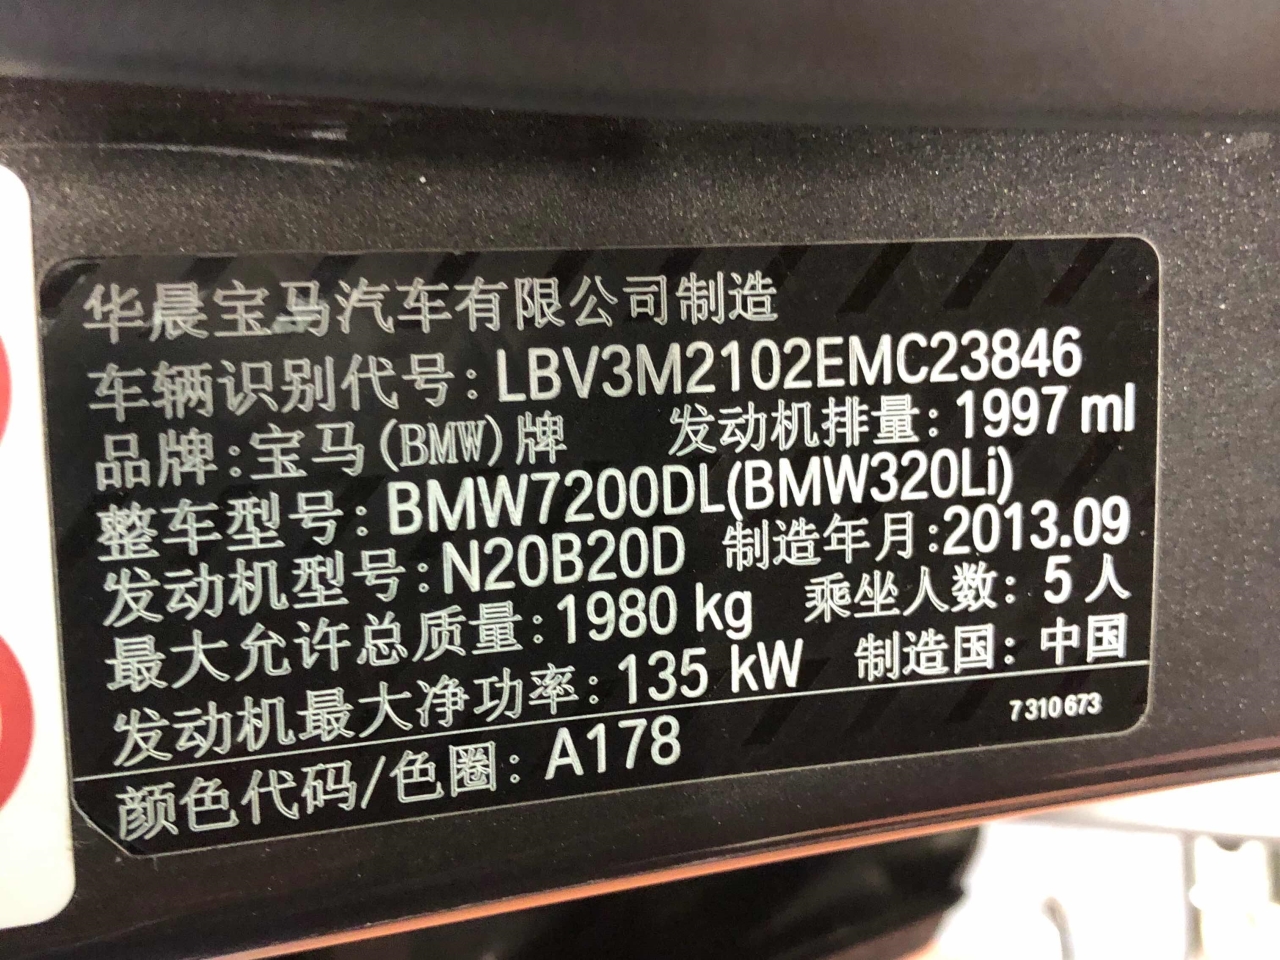 华晨宝马汽车有限公司制造
车辆识别代号: LBV3M2102EMC23846
品牌: 宝马(BMW)牌 发动机排量: 1997 ml
整车型号: BMW7200DL(BMW320Li)
发动机型号: N20B20D 制造年月: 2013.09
最大允许总质量: 1980 kg 乘坐人数: 5 人
发动机最大净功率: 135 kW 制造国: 中国
颜色代码/色圈: A178 7310673